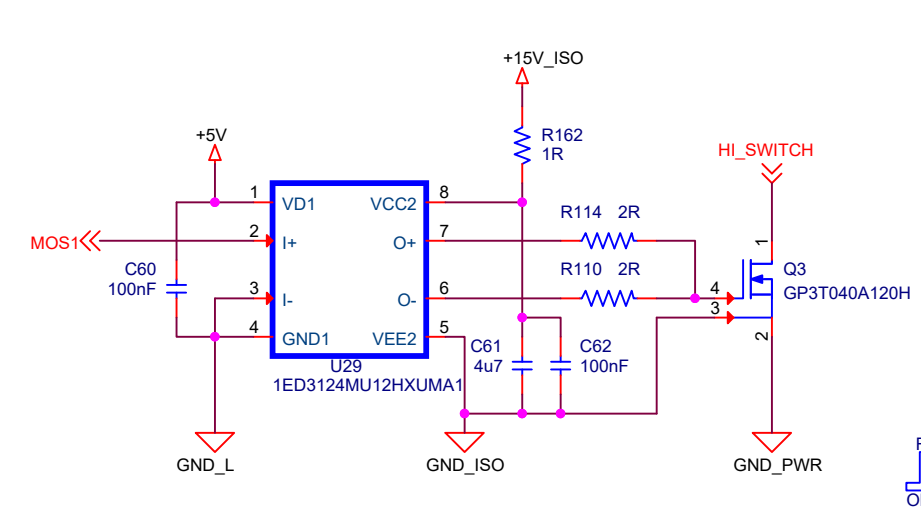 +15V_ISO
+5V
R162
1R
HI_SWITCH
1
VD1
VCC2
8
R114 2R
MOS1
2
I+
O+
7
1
C60
100nF
R110 2R
Q3
GP3T040A120H
3
I-
O-
6
4
3
4
GND1
VEE2
5
2
C61
4u7
C62
100nF
U29
1ED3124MU12HXUMA1
GND_L
GND_ISO
GND_PWR